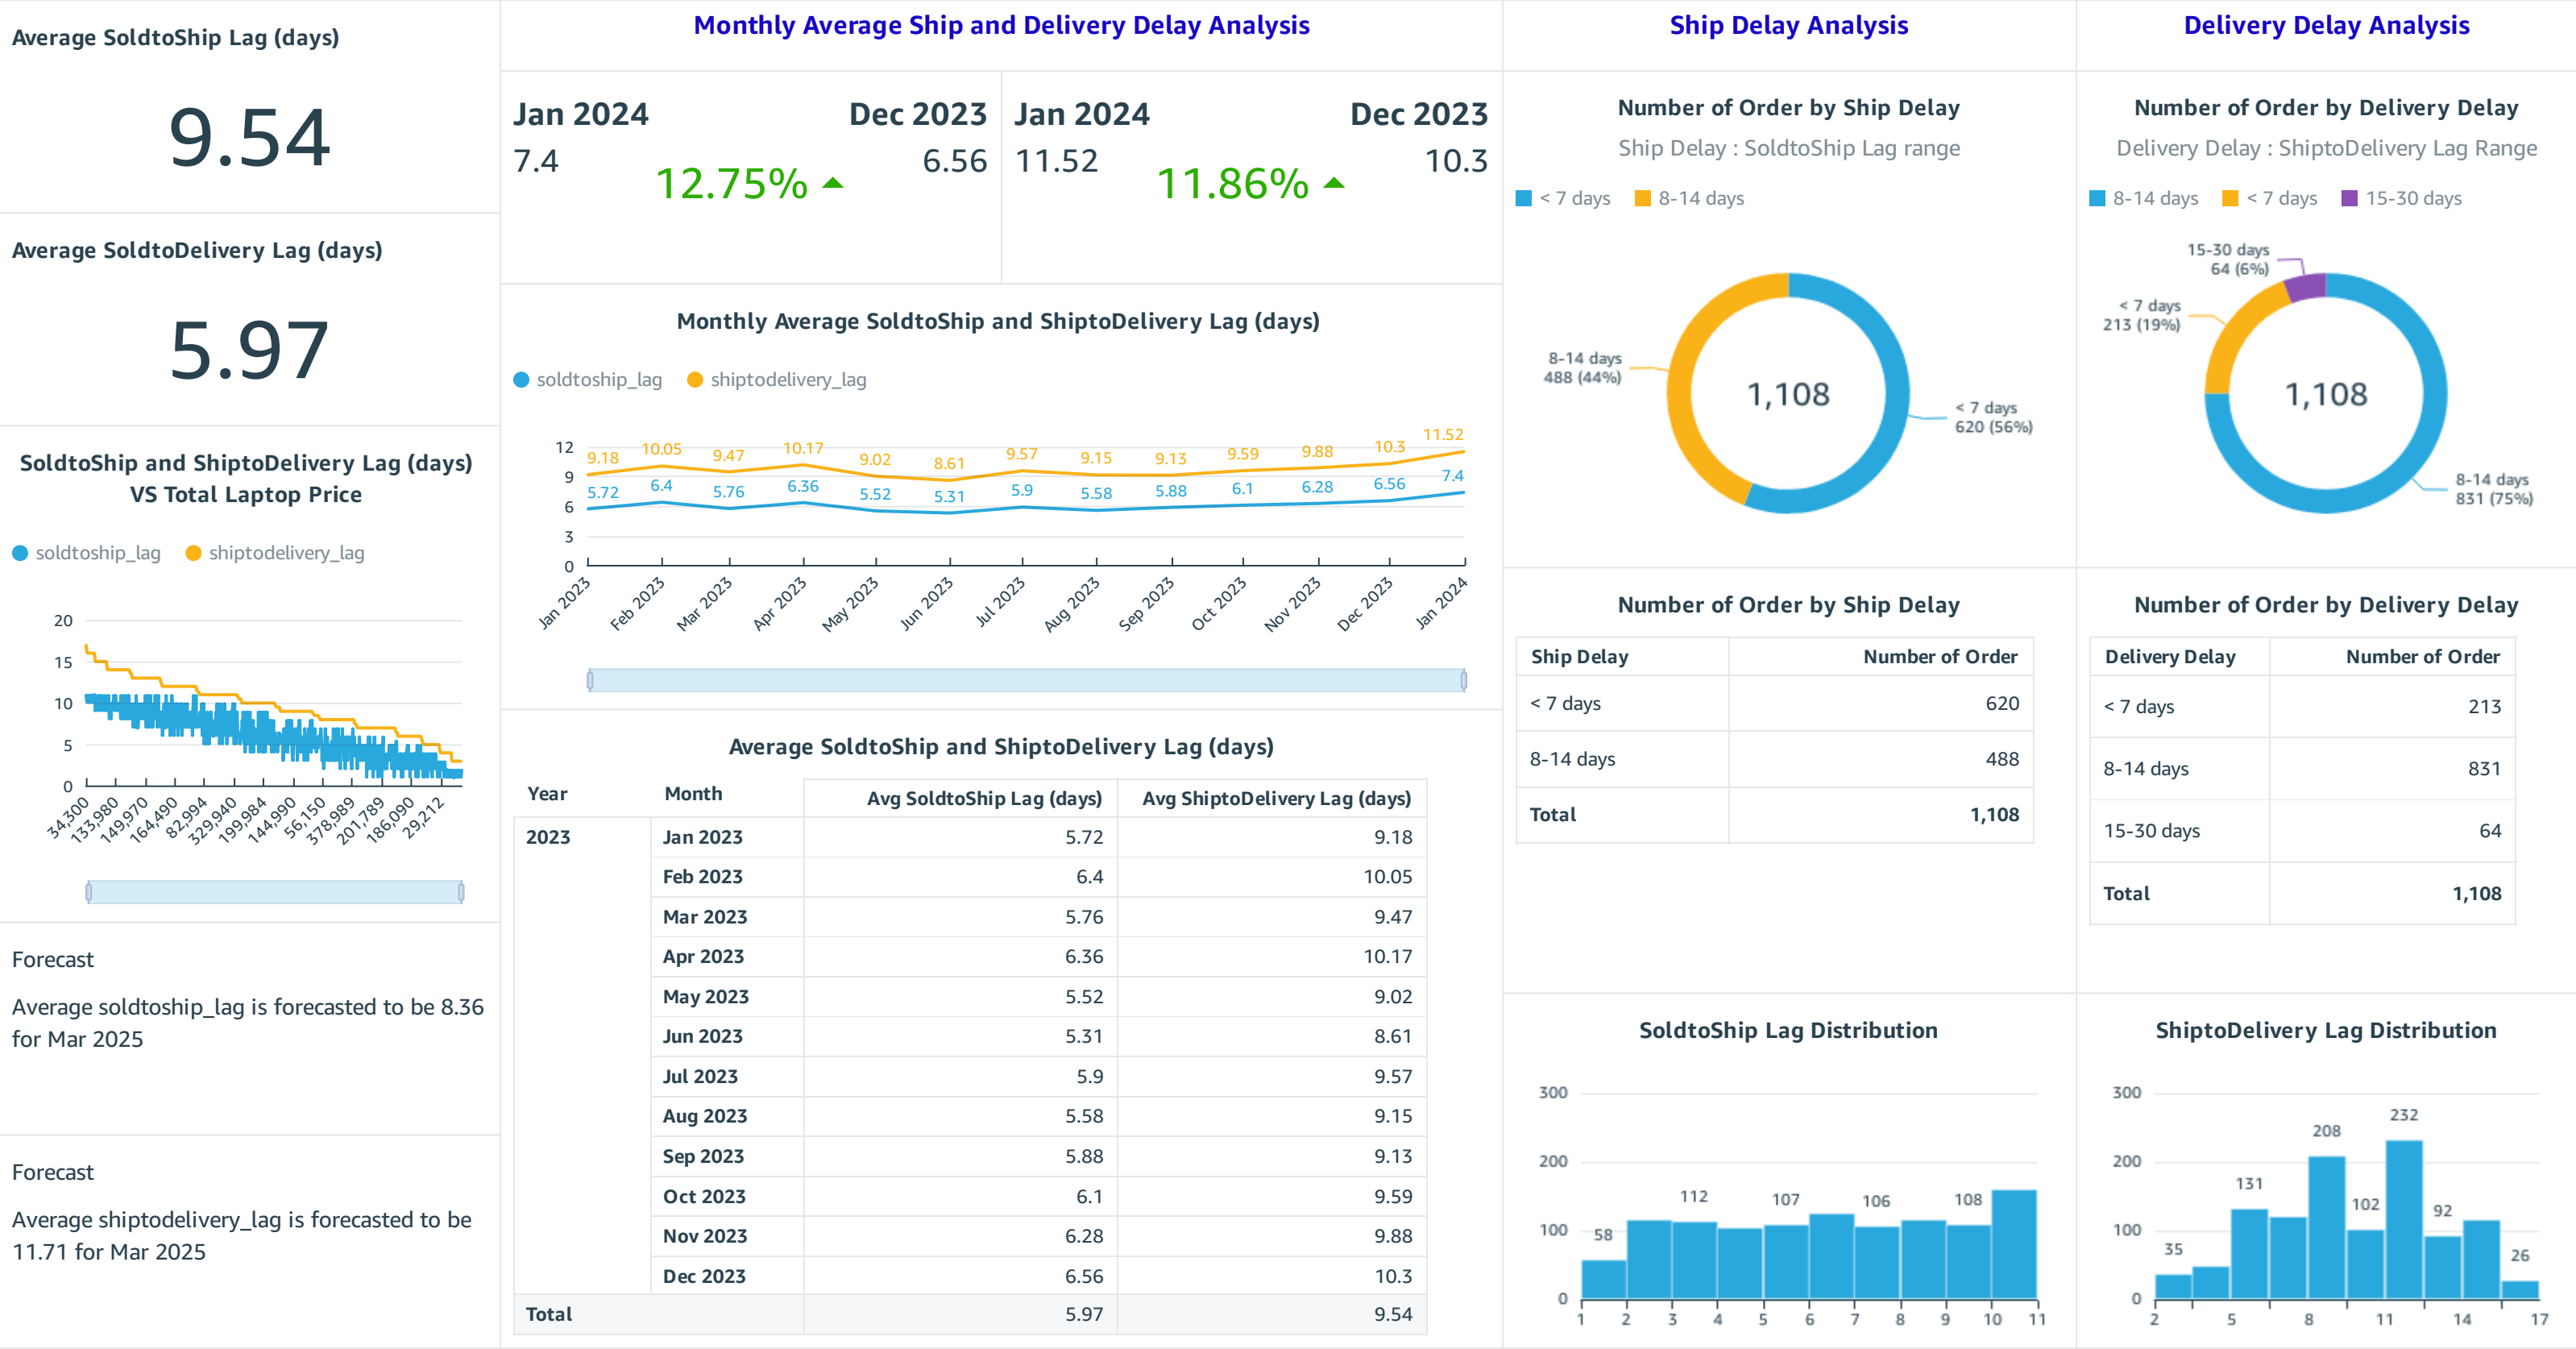 Average SoldtoShip Lag (days)
9.54
Average SoldtoDelivery Lag (days)
5.97
SoldtoShip and ShiptoDelivery Lag (days)
VS Total Laptop Price
soldtoship_lag shiptodelivery_lag
20
15
10
5
0
34,300 133,980 149,970 164,490 82,994 329,940 199,984 144,990 56,150 378,989 201,789 186,090 29,212
Forecast
Average soldtoship_lag is forecasted to be 8.36
for Mar 2025
Forecast
Average shiptodelivery_lag is forecasted to be
11.71 for Mar 2025
Monthly Average Ship and Delivery Delay Analysis
Jan 2024 Dec 2023
7.4 6.56
12.75%
Jan 2024 Dec 2023
11.52 10.3
11.86%
Monthly Average SoldtoShip and ShiptoDelivery Lag (days)
soldtoship_lag shiptodelivery_lag
12
9
6
3
0
9.18 10.05 9.47 10.17 9.02 8.61 9.57 9.15 9.13 9.59 9.88 10.3 11.52
5.72 6.4 5.76 6.36 5.52 5.31 5.9 5.58 5.88 6.1 6.28 6.56 7.4
Jan 2023 Feb 2023 Mar 2023 Apr 2023 May 2023 Jun 2023 Jul 2023 Aug 2023 Sep 2023 Oct 2023 Nov 2023 Dec 2023 Jan 2024
Average SoldtoShip and ShiptoDelivery Lag (days)
Year Month Avg SoldtoShip Lag (days) Avg ShiptoDelivery Lag (days)
2023 Jan 2023 5.72 9.18
Feb 2023 6.4 10.05
Mar 2023 5.76 9.47
Apr 2023 6.36 10.17
May 2023 5.52 9.02
Jun 2023 5.31 8.61
Jul 2023 5.9 9.57
Aug 2023 5.58 9.15
Sep 2023 5.88 9.13
Oct 2023 6.1 9.59
Nov 2023 6.28 9.88
Dec 2023 6.56 10.3
Total 5.97 9.54
Ship Delay Analysis
Number of Order by Ship Delay
Ship Delay : SoldtoShip Lag range
< 7 days 8-14 days
8-14 days
488 (44%)
1,108
< 7 days
620 (56%)
Number of Order by Ship Delay
Ship Delay Number of Order
< 7 days 620
8-14 days 488
Total 1,108
SoldtoShip Lag Distribution
300
200
100
0
58 112 107 106 108
1 2 3 4 5 6 7 8 9 10 11
Delivery Delay Analysis
Number of Order by Delivery Delay
Delivery Delay : ShiptoDelivery Lag Range
8-14 days < 7 days 15-30 days
15-30 days
64 (6%)
< 7 days
213 (19%)
1,108
8-14 days
831 (75%)
Number of Order by Delivery Delay
Delivery Delay Number of Order
< 7 days 213
8-14 days 831
15-30 days 64
Total 1,108
ShiptoDelivery Lag Distribution
300
200
100
0
35 131 208 102 232 92 26
2 5 8 11 14 17